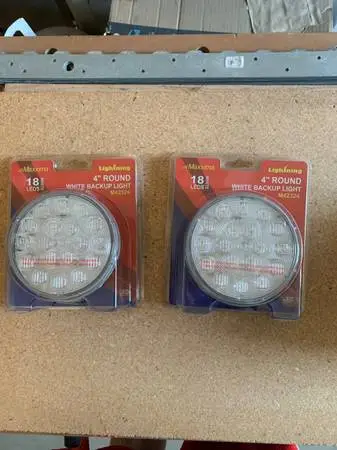 Maxxima
Lightning
18
LEDS
4" ROUND
WHITE BACKUP LIGHT
M42324
Maxxima
Lightning
18
LEDS
4" ROUND
WHITE BACKUP LIGHT
M42324